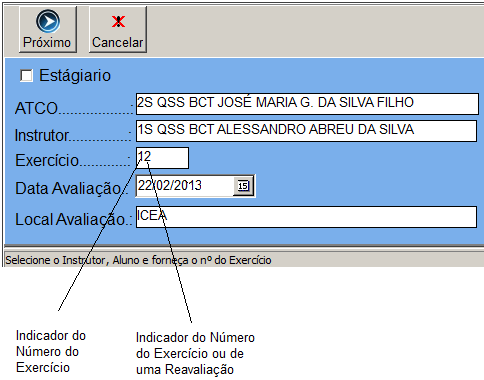 Próximo Cancelar
Estágiario
ATCO..............: 2S QSS BCT JOSÉ MARIA G. DA SILVA FILHO
Instrutor............: 1S QSS BCT ALESSANDRO ABREU DA SILVA
Exercício..........: 12
Data Avaliação.: 22/02/2013 15
Local Avaliação.: ICEA
Selecione o Instrutor, Aluno e forneça o nº do Exercício
Indicador do
Número do
Exercício
Indicador do Número
do Exercício ou de
uma Reavaliação